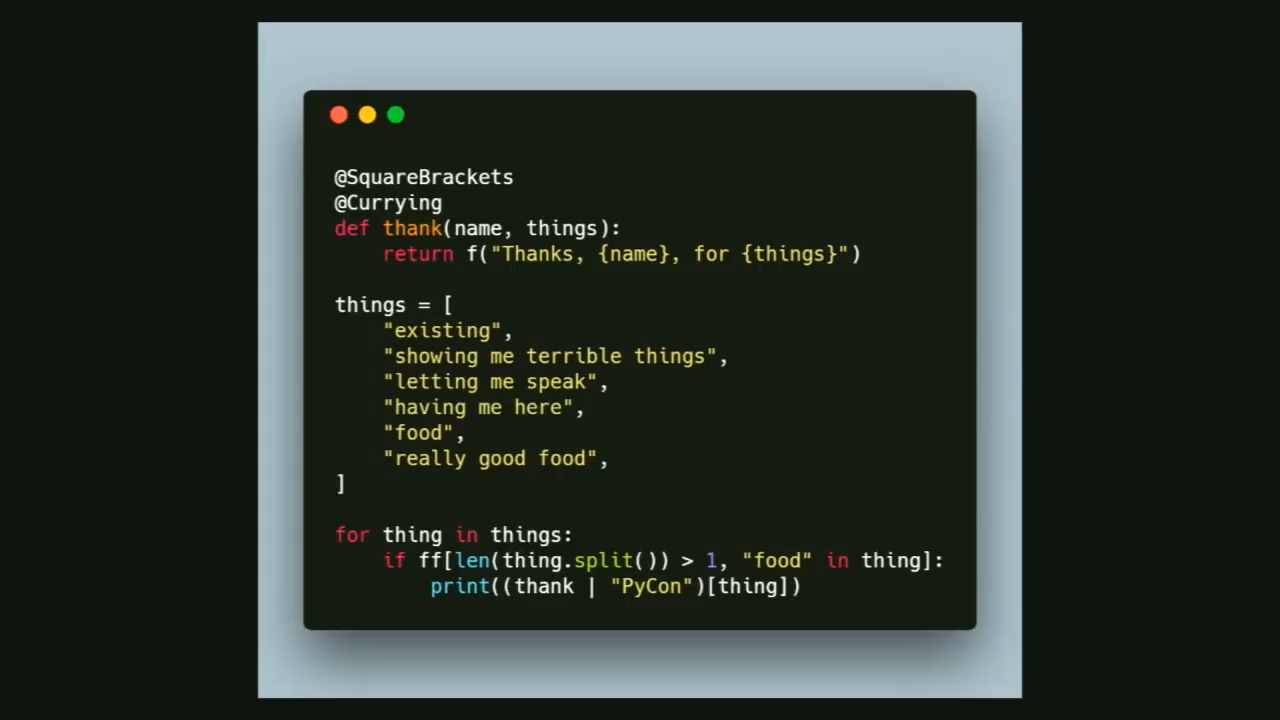 @SquareBrackets
@Currying
def thank(name, things):
    return f("Thanks, {name}, for {things}")

things = [
    "existing",
    "showing me terrible things",
    "letting me speak",
    "having me here",
    "food",
    "really good food",
]

for thing in things:
    if ff[len(thing.split()) > 1, "food" in thing]:
        print((thank | "PyCon")[thing])